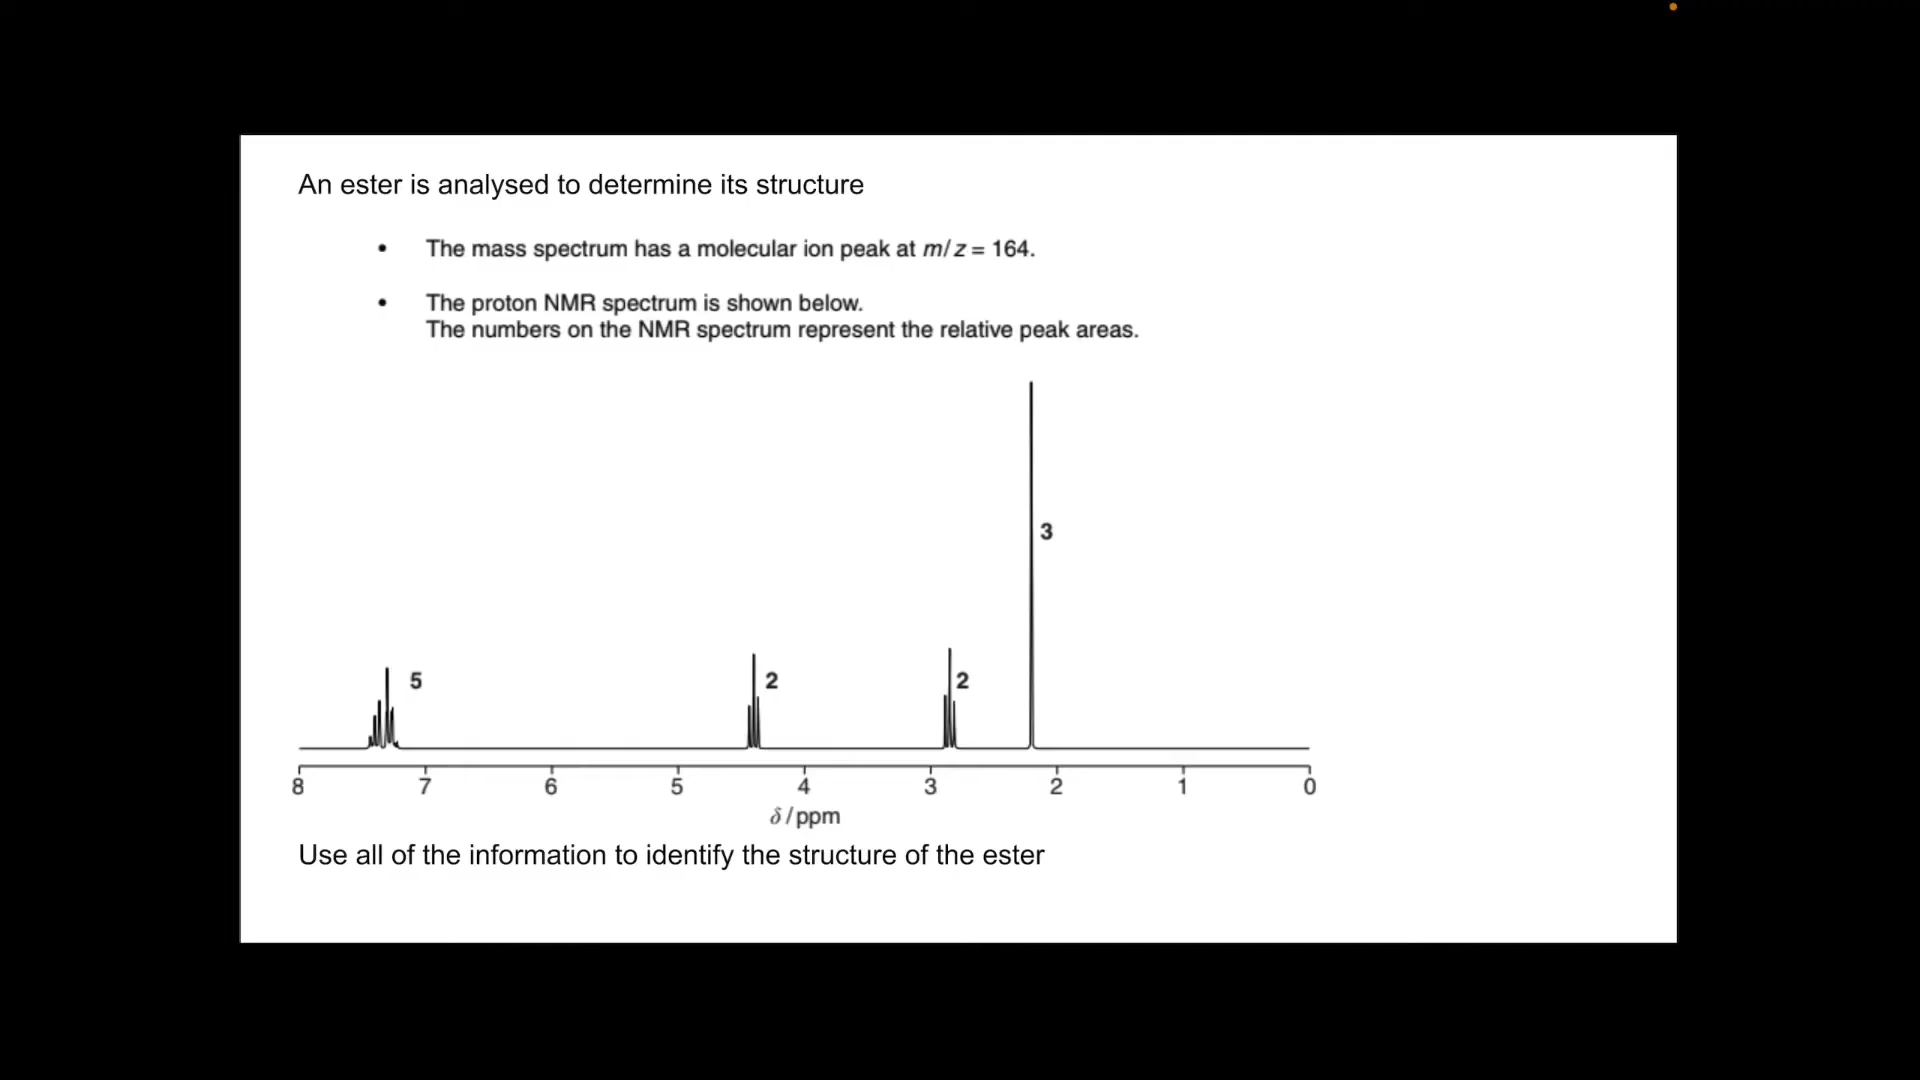 An ester is analysed to determine its structure
• The mass spectrum has a molecular ion peak at m/z = 164.
• The proton NMR spectrum is shown below.
The numbers on the NMR spectrum represent the relative peak areas.
3
5
2
2
8 7 6 5 4 3 2 1 0
δ/ppm
Use all of the information to identify the structure of the ester